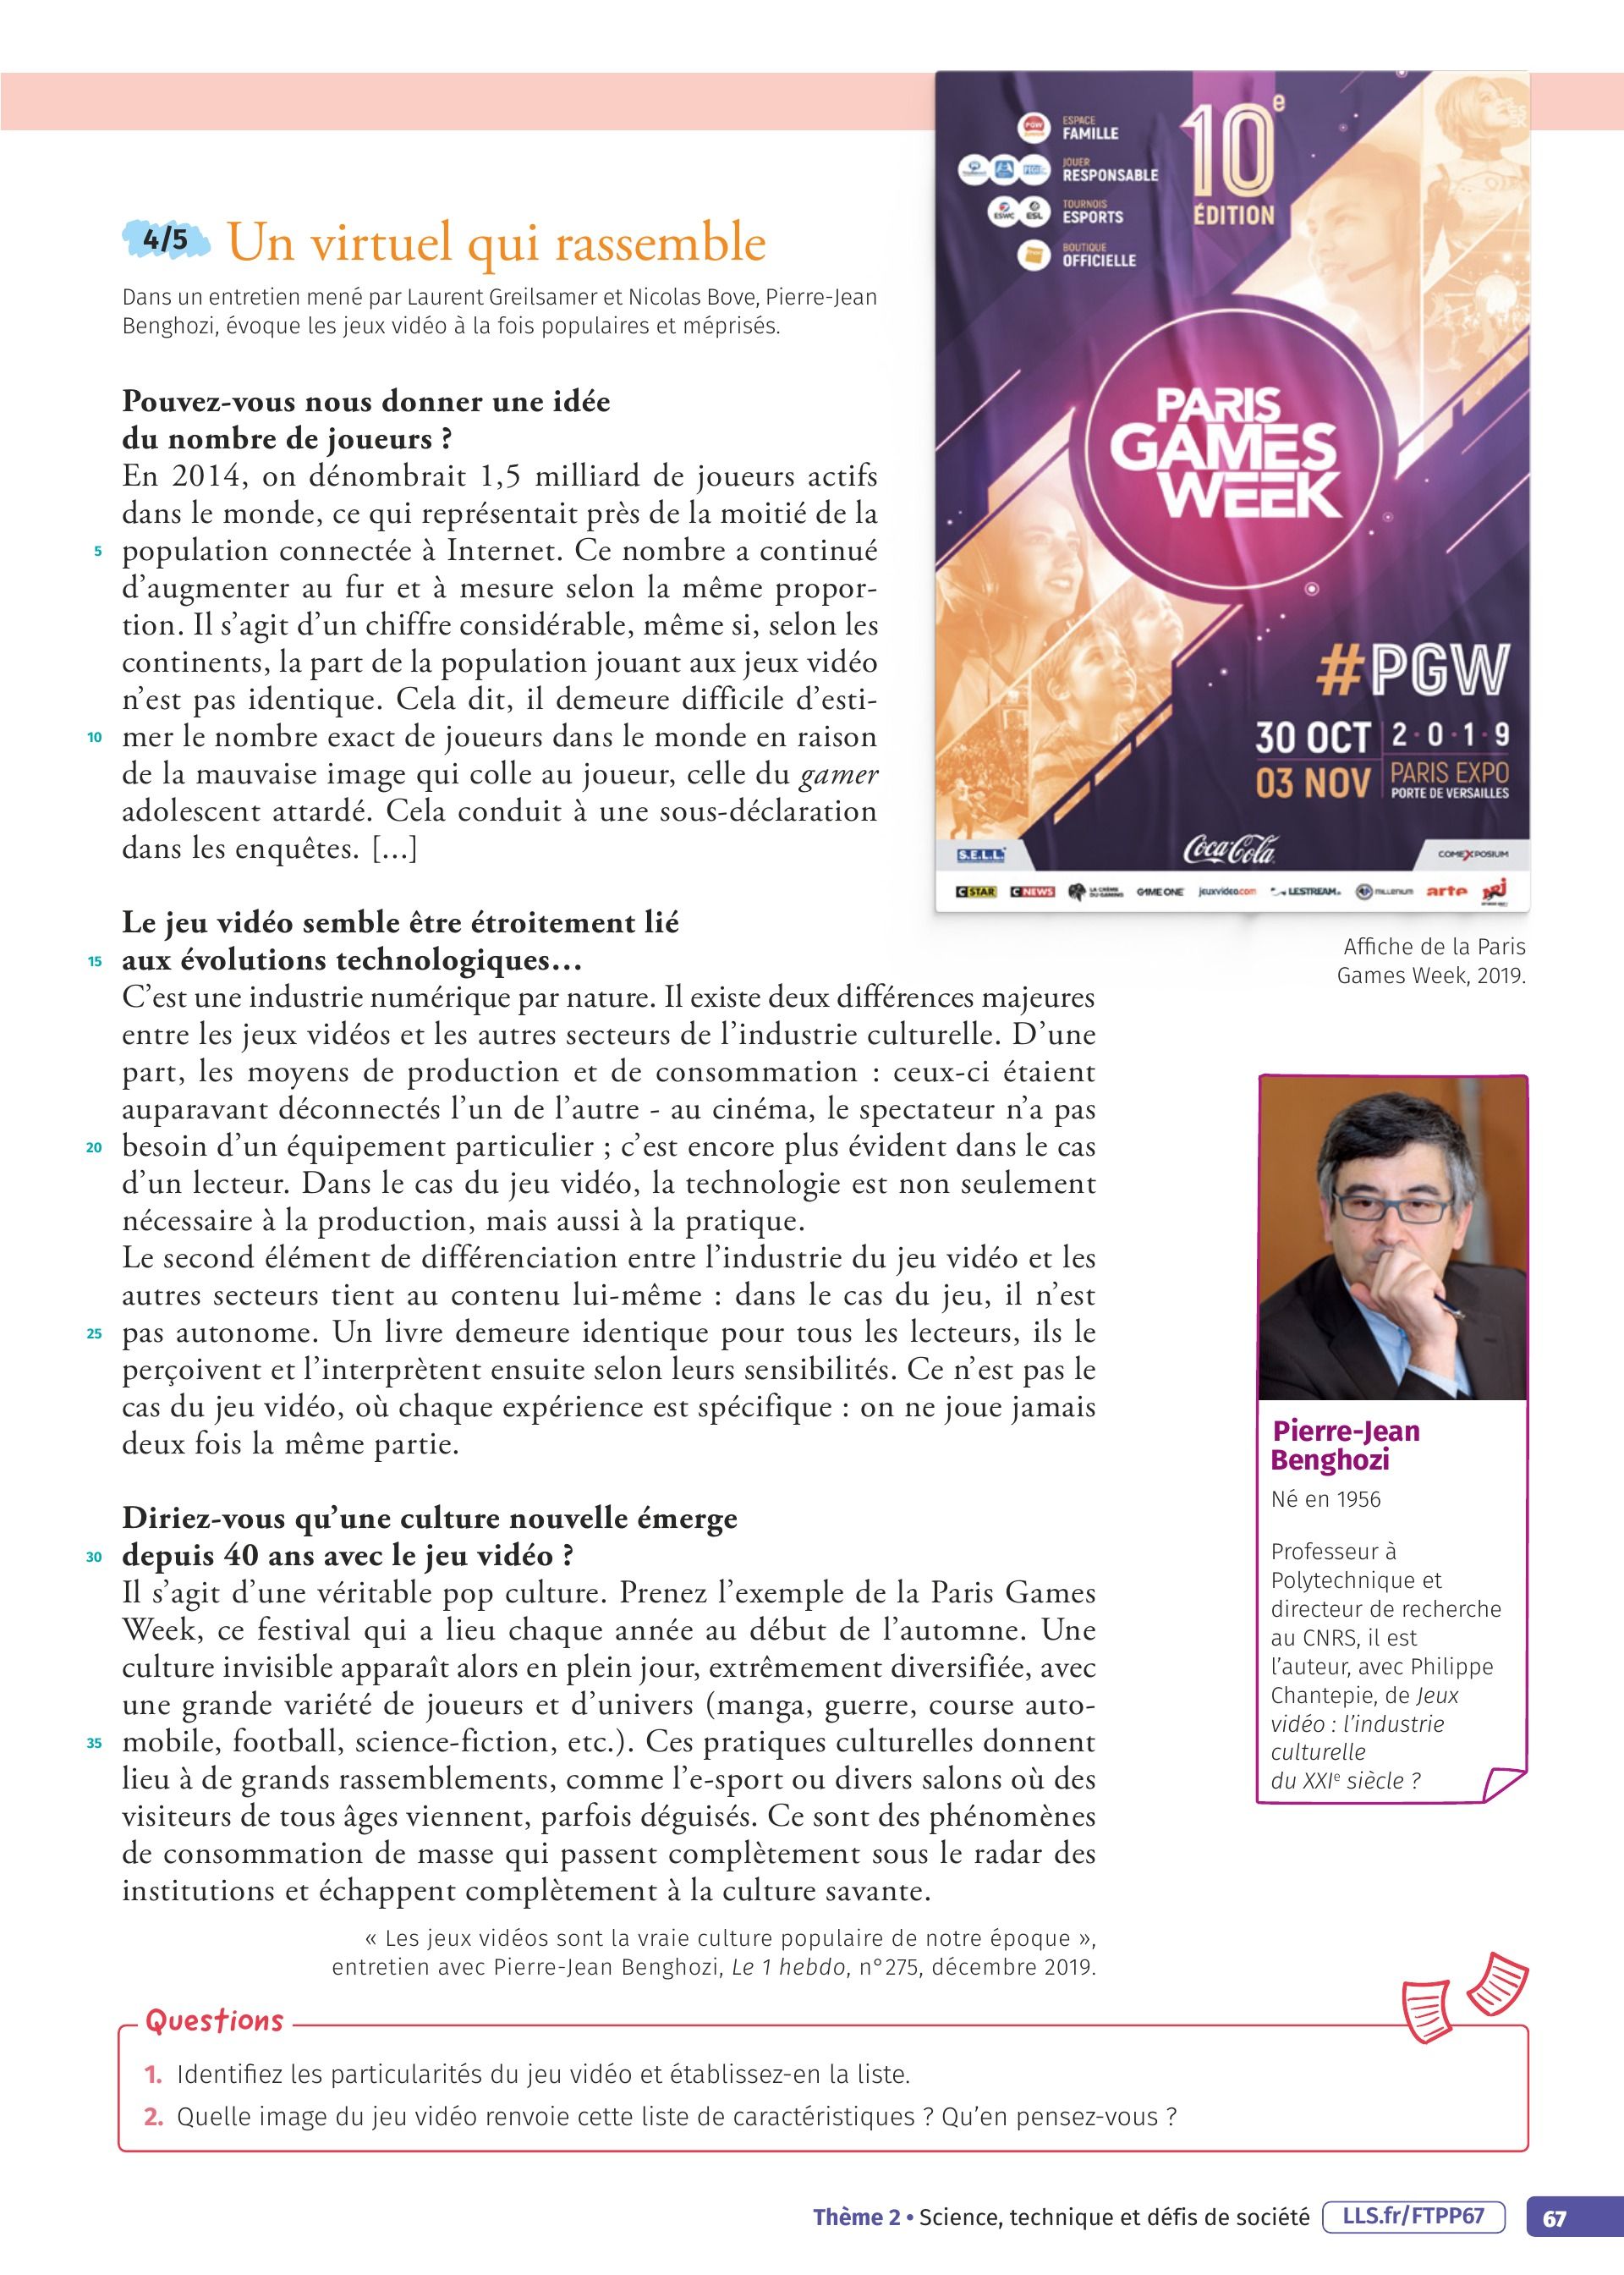 4/5 Un virtuel qui rassemble
Dans un entretien mené par Laurent Greilsamer et Nicolas Bove, Pierre-Jean
Benghozi, évoque les jeux vidéo à la fois populaires et méprisés.
Pouvez-vous nous donner une idée
du nombre de joueurs ?
En 2014, on dénombrait 1,5 milliard de joueurs actifs
dans le monde, ce qui représentait près de la moitié de la
5 population connectée à Internet. Ce nombre a continué
d’augmenter au fur et à mesure selon la même propor-
tion. Il s’agit d’un chiffre considérable, même si, selon les
continents, la part de la population jouant aux jeux vidéo
n’est pas identique. Cela dit, il demeure difficile d’esti-
10 mer le nombre exact de joueurs dans le monde en raison
de la mauvaise image qui colle au joueur, celle du gamer
adolescent attardé. Cela conduit à une sous-déclaration
dans les enquêtes. [...]
Le jeu vidéo semble être étroitement lié
15 aux évolutions technologiques...
C’est une industrie numérique par nature. Il existe deux différences majeures
entre les jeux vidéos et les autres secteurs de l’industrie culturelle. D’une
part, les moyens de production et de consommation : ceux-ci étaient
auparavant déconnectés l’un de l’autre - au cinéma, le spectateur n’a pas
20 besoin d’un équipement particulier ; c’est encore plus évident dans le cas
d’un lecteur. Dans le cas du jeu vidéo, la technologie est non seulement
nécessaire à la production, mais aussi à la pratique.
Le second élément de différenciation entre l’industrie du jeu vidéo et les
autres secteurs tient au contenu lui-même : dans le cas du jeu, il n’est
25 pas autonome. Un livre demeure identique pour tous les lecteurs, ils le
perçoivent et l’interprètent ensuite selon leurs sensibilités. Ce n’est pas le
cas du jeu vidéo, où chaque expérience est spécifique : on ne joue jamais
deux fois la même partie.
Diriez-vous qu’une culture nouvelle émerge
30 depuis 40 ans avec le jeu vidéo ?
Il s’agit d’une véritable pop culture. Prenez l’exemple de la Paris Games
Week, ce festival qui a lieu chaque année au début de l’automne. Une
culture invisible apparaît alors en plein jour, extrêmement diversifiée, avec
une grande variété de joueurs et d’univers (manga, guerre, course auto-
35 mobile, football, science-fiction, etc.). Ces pratiques culturelles donnent
lieu à de grands rassemblements, comme l’e-sport ou divers salons où des
visiteurs de tous âges viennent, parfois déguisés. Ce sont des phénomènes
de consommation de masse qui passent complètement sous le radar des
institutions et échappent complètement à la culture savante.
« Les jeux vidéos sont la vraie culture populaire de notre époque »,
entretien avec Pierre-Jean Benghozi, Le 1 hebdo, n°275, décembre 2019.
ESPACE
FAMILLE
JOUER
RESPONSABLE
TOURNOIS
ESWC ESL ESPORTS
BOUTIQUE
OFFICIELLE
10e
ÉDITION
PARIS
GAMES
WEEK
#PGW
30 OCT 2·0·1·9
03 NOV PARIS EXPO
PORTE DE VERSAILLES
S.E.L.L. Coca-Cola COMEXPOSIUM
CSTAR CNEWS LA CRÈME DU GAMING GAME ONE jeuxvideo.com LESTREAM MILLENIUM arte NRJ
Affiche de la Paris
Games Week, 2019.
Pierre-Jean
Benghozi
Né en 1956
Professeur à
Polytechnique et
directeur de recherche
au CNRS, il est
l’auteur, avec Philippe
Chantepie, de Jeux
vidéo : l’industrie
culturelle
du XXIe siècle ?
Questions
1. Identifiez les particularités du jeu vidéo et établissez-en la liste.
2. Quelle image du jeu vidéo renvoie cette liste de caractéristiques ? Qu’en pensez-vous ?
Thème 2 • Science, technique et défis de société LLS.fr/FTPP67 67